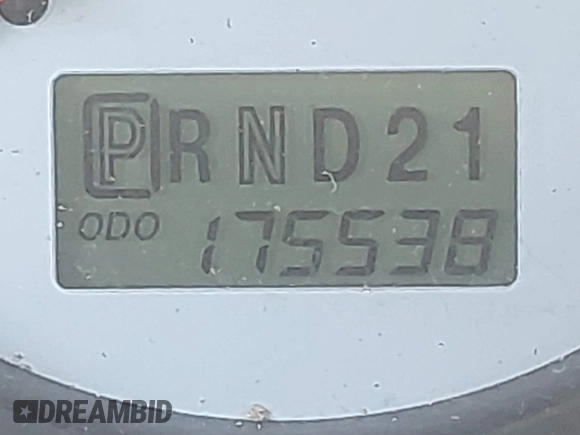 PRND21
ODO 175538
DREAMBID